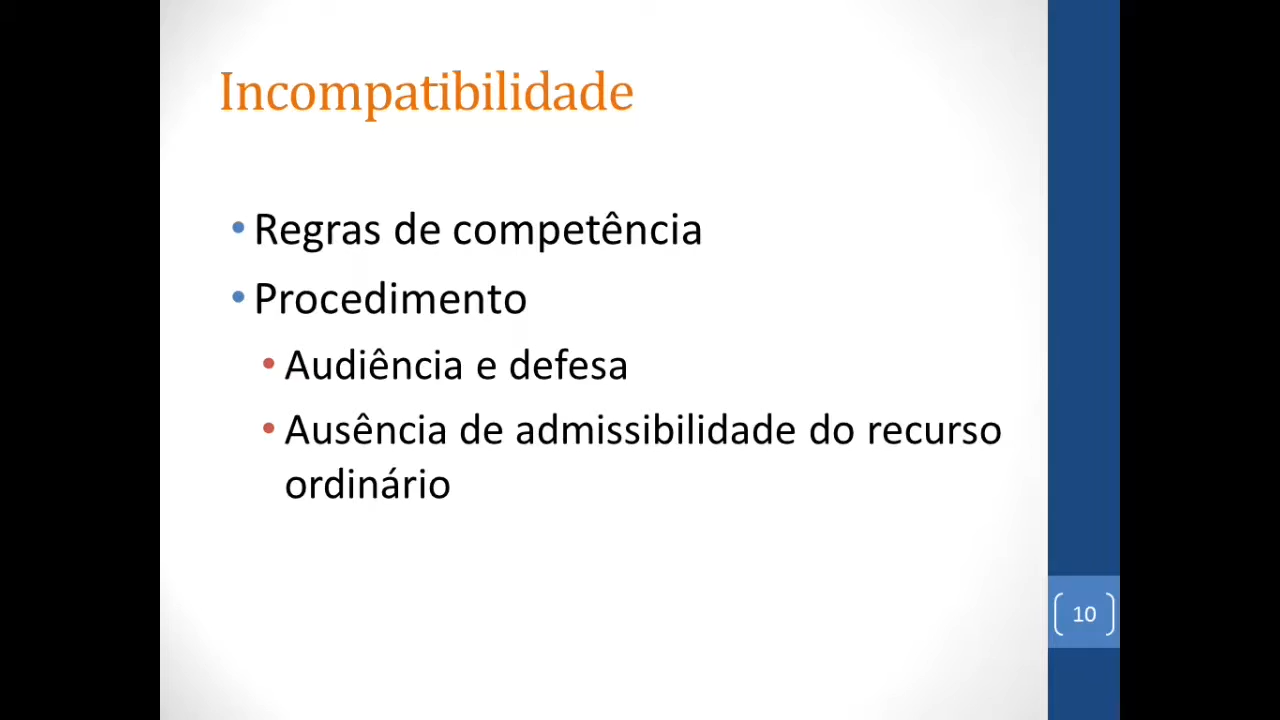 Incompatibilidade
• Regras de competência
• Procedimento
• Audiência e defesa
• Ausência de admissibilidade do recurso
ordinário
10